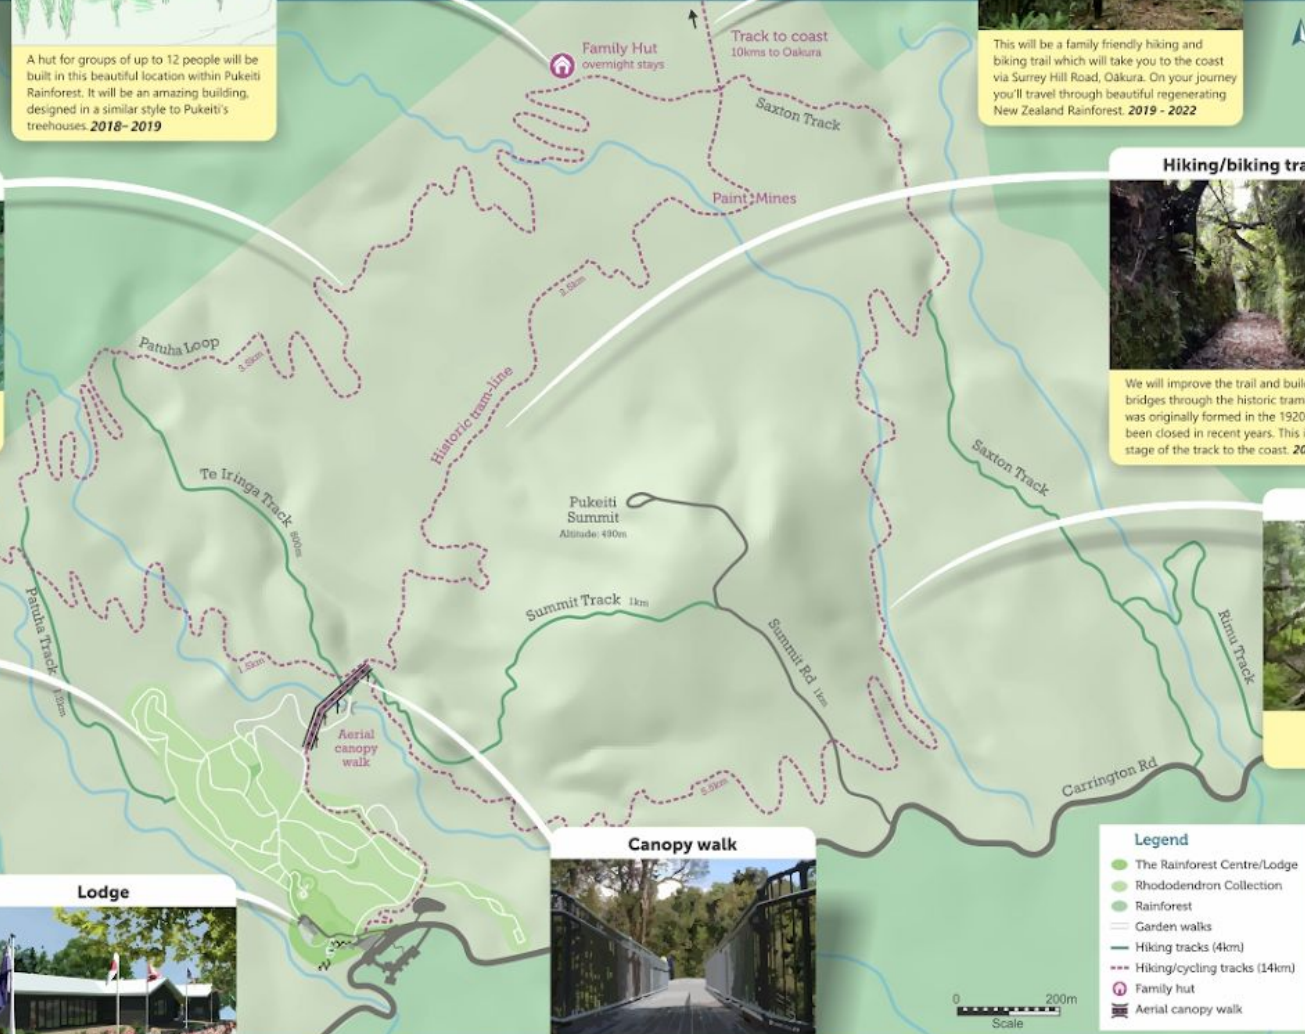 A hut for groups of up to 12 people will be
built in this beautiful location within Pukeiti
Rainforest. It will be an amazing building,
designed in a similar style to Pukeiti's
treehouses. 2018– 2019
Family Hut
overnight stays
Track to coast
10kms to Oakura
This will be a family friendly hiking and
biking trail which will take you to the coast
via Surrey Hill Road, Oākura. On your journey
you'll travel through beautiful regenerating
New Zealand Rainforest. 2019 - 2022
Saxton Track
Paint Mines
Hiking/biking tra
We will improve the trail and build
bridges through the historic tram
was originally formed in the 1920
been closed in recent years. This i
stage of the track to the coast. 20
3.5km
Patuha Loop
3.5km
Historic tram-line
Te Iringa Track 800m
Pukeiti
Summit
Altitude: 490m
Saxton Track
Summit Track 1km
Summit Rd 1km
Rimu Track
Patuha Track
1.5km
Aerial
canopy
walk
5.5km
Carrington Rd
Lodge
Canopy walk
Legend
The Rainforest Centre/Lodge
Rhododendron Collection
Rainforest
Garden walks
Hiking tracks (4km)
Hiking/cycling tracks (14km)
Family hut
Aerial canopy walk
0 200m
Scale